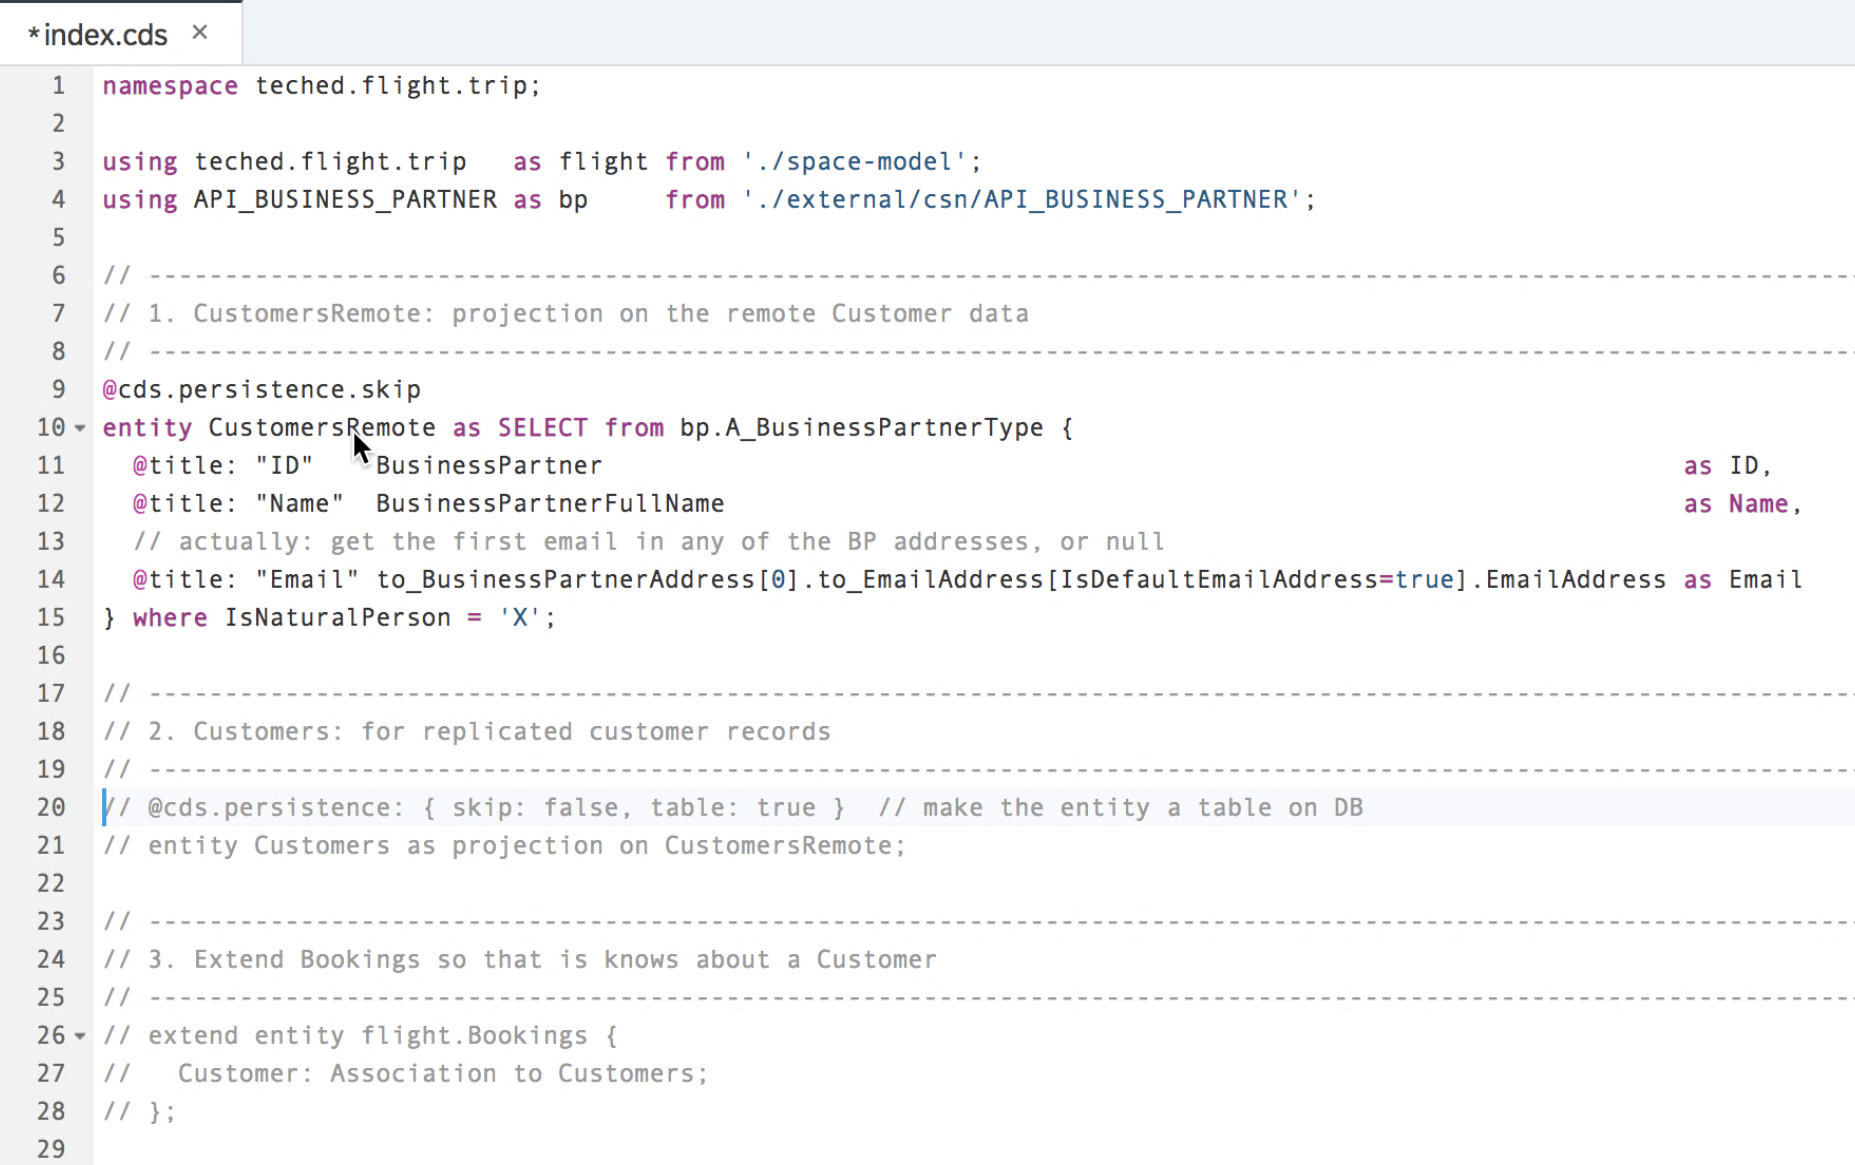 *index.cds ×
1 namespace teched.flight.trip;
2
3 using teched.flight.trip   as flight from './space-model';
4 using API_BUSINESS_PARTNER as bp     from './external/csn/API_BUSINESS_PARTNER';
5
6 // ----------------------------------------------------------------------------------------------------------------
7 // 1. CustomersRemote: projection on the remote Customer data
8 // ----------------------------------------------------------------------------------------------------------------
9 @cds.persistence.skip
10 entity CustomersRemote as SELECT from bp.A_BusinessPartnerType {
11   @title: "ID"    BusinessPartner                                                                       as ID,
12   @title: "Name"  BusinessPartnerFullName                                                               as Name,
13   // actually: get the first email in any of the BP addresses, or null
14   @title: "Email" to_BusinessPartnerAddress[0].to_EmailAddress[IsDefaultEmailAddress=true].EmailAddress as Email
15 } where IsNaturalPerson = 'X';
16
17 // ----------------------------------------------------------------------------------------------------------------
18 // 2. Customers: for replicated customer records
19 // ----------------------------------------------------------------------------------------------------------------
20 // @cds.persistence: { skip: false, table: true }  // make the entity a table on DB
21 // entity Customers as projection on CustomersRemote;
22
23 // ----------------------------------------------------------------------------------------------------------------
24 // 3. Extend Bookings so that is knows about a Customer
25 // ----------------------------------------------------------------------------------------------------------------
26 // extend entity flight.Bookings {
27 //   Customer: Association to Customers;
28 // };
29